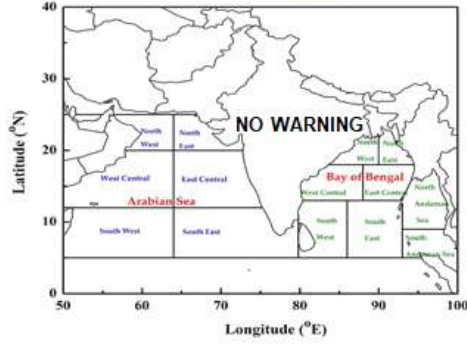 40
30
20
10
0
Latitude (°N)
NO WARNING
North West
North East
North West
North East
West Central
East Central
Arabian Sea
Bay of Bengal
West Central
East Central
North Andaman Sea
South West
South East
South West
South East
South Andaman Sea
50 60 70 80 90 100
Longitude (°E)